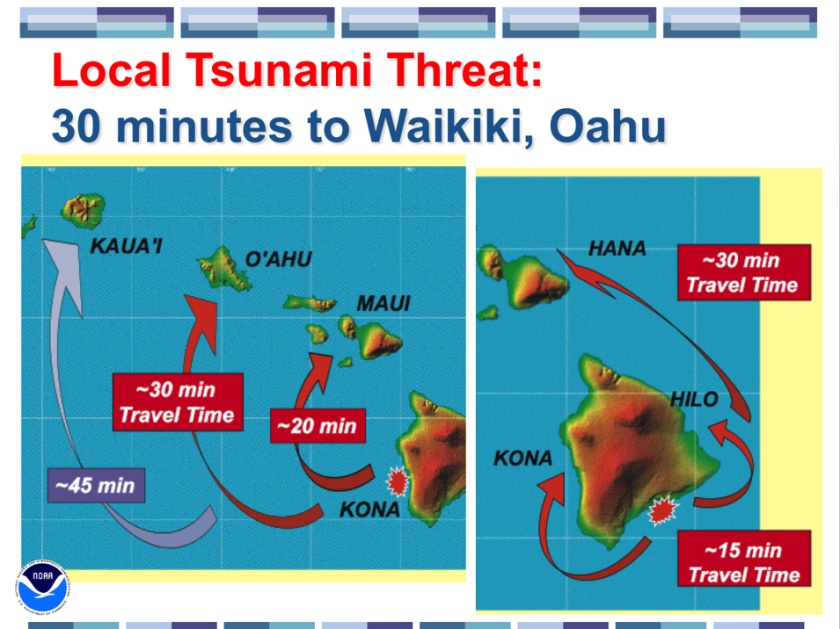 Local Tsunami Threat:
30 minutes to Waikiki, Oahu
KAUA'I
O'AHU
MAUI
~30 min
Travel Time
~20 min
~45 min
KONA
NOAA
HANA
~30 min
Travel Time
HILO
KONA
~15 min
Travel Time